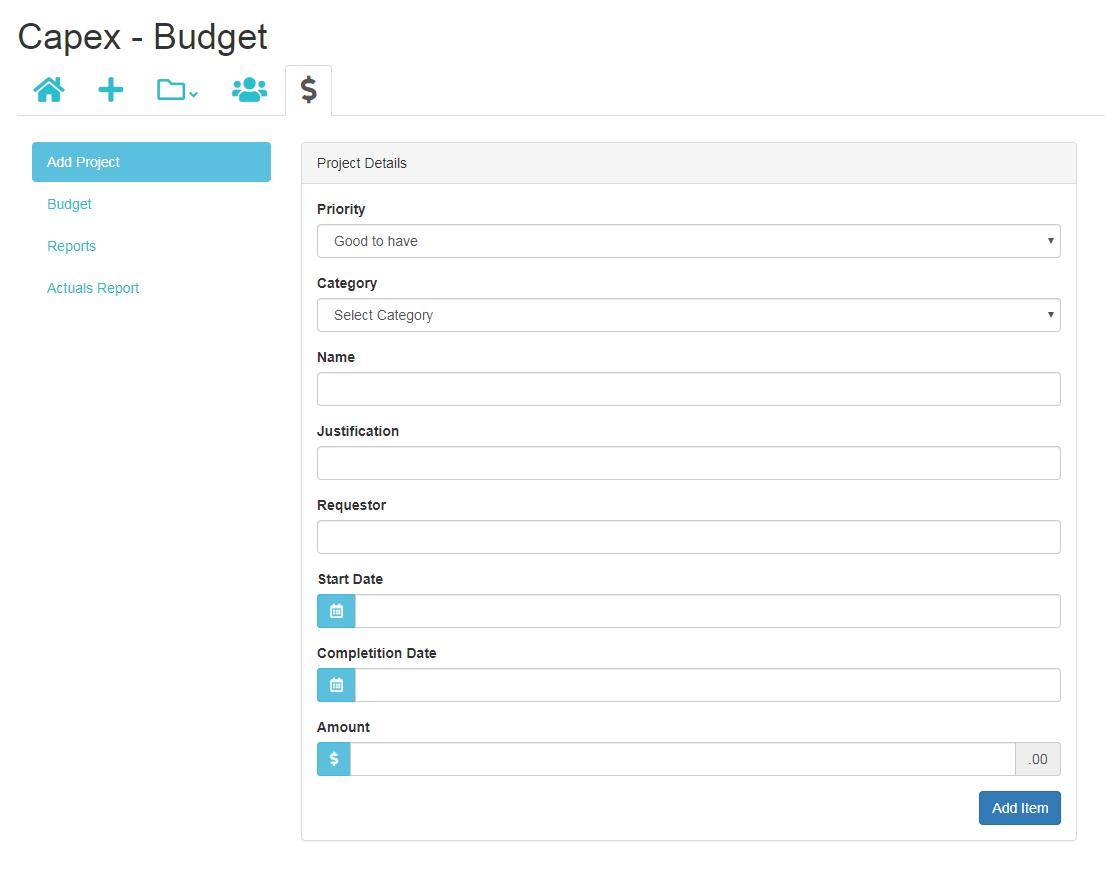 Capex - Budget
$
Add Project
Budget
Reports
Actuals Report
Project Details
Priority
Good to have
Category
Select Category
Name
Justification
Requestor
Start Date
Completition Date
Amount
$ .00
Add Item